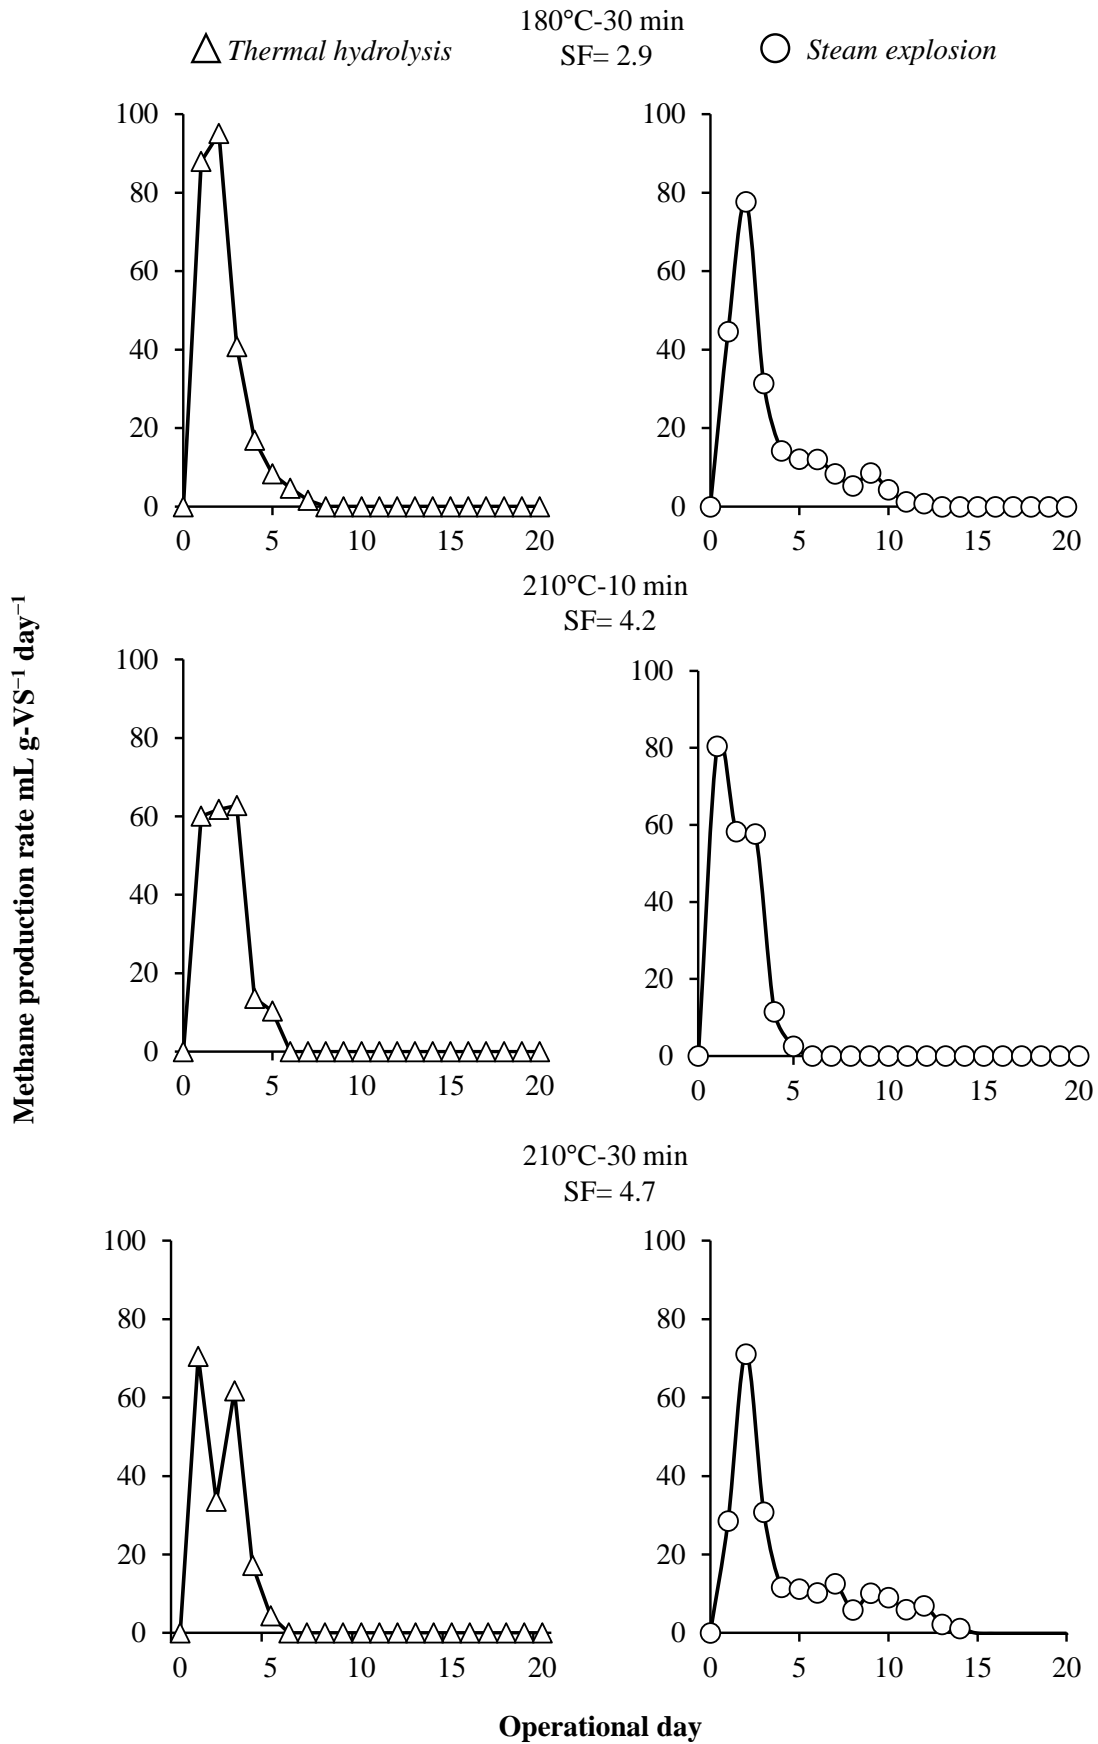 180°C-30 min
SF= 2.9
Thermal hydrolysis
Steam explosion
100
80
60
40
20
0
0 5 10 15 20
100
80
60
40
20
0
0 5 10 15 20
210°C-10 min
SF= 4.2
100
80
60
40
20
0
0 5 10 15 20
100
80
60
40
20
0
0 5 10 15 20
210°C-30 min
SF= 4.7
100
80
60
40
20
0
0 5 10 15 20
100
80
60
40
20
0
0 5 10 15 20
Methane production rate mL g-VS⁻¹ day⁻¹
Operational day